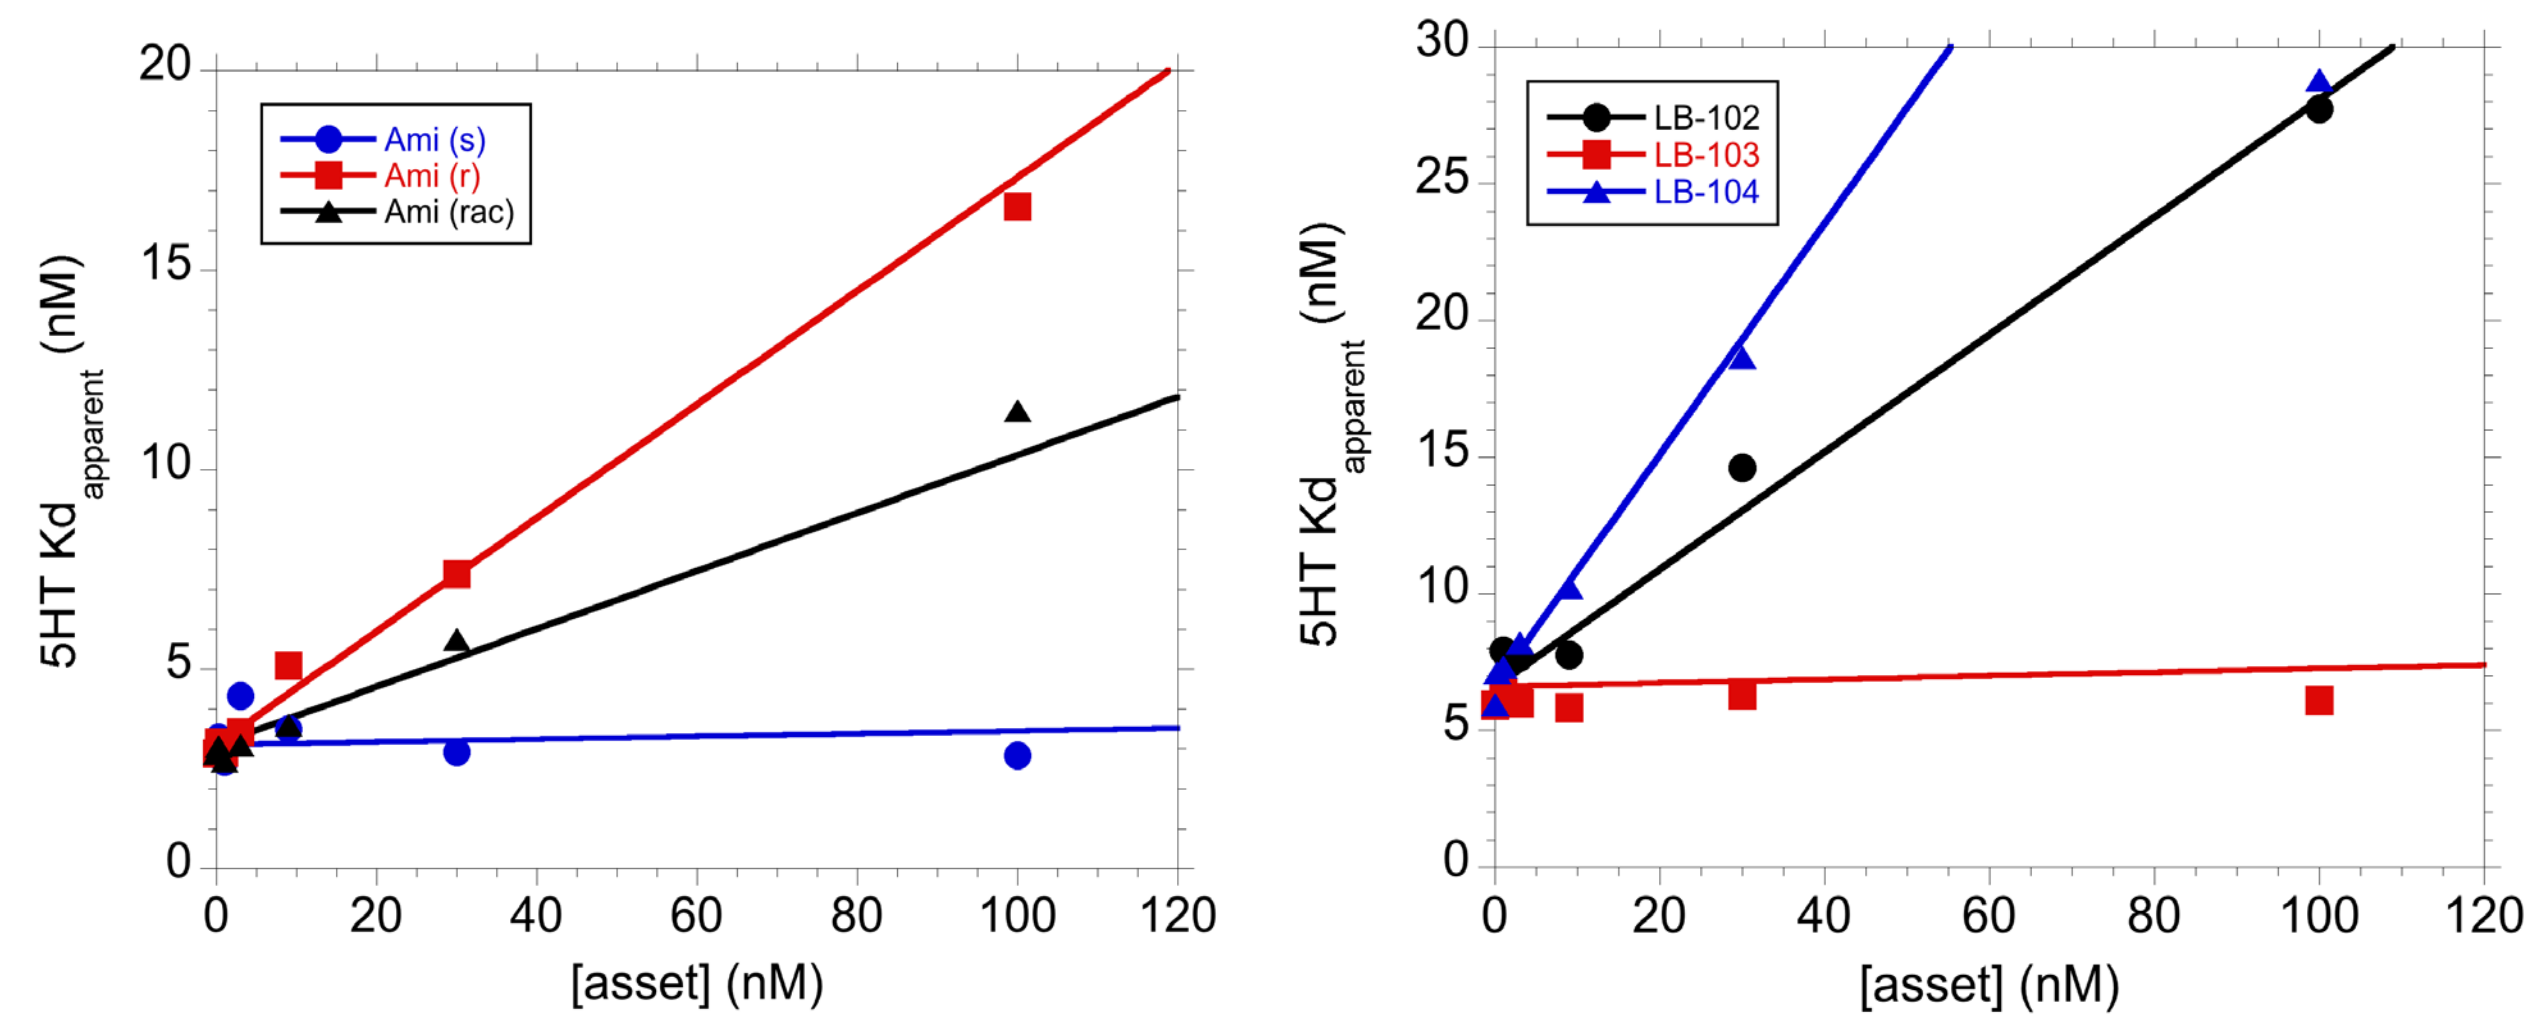 20
15
10
5
0
0 20 40 60 80 100 120
5HT Kd apparent (nM)
[asset] (nM)
Ami (s)
Ami (r)
Ami (rac)
30
25
20
15
10
5
0
0 20 40 60 80 100 120
5HT Kd apparent (nM)
[asset] (nM)
LB-102
LB-103
LB-104